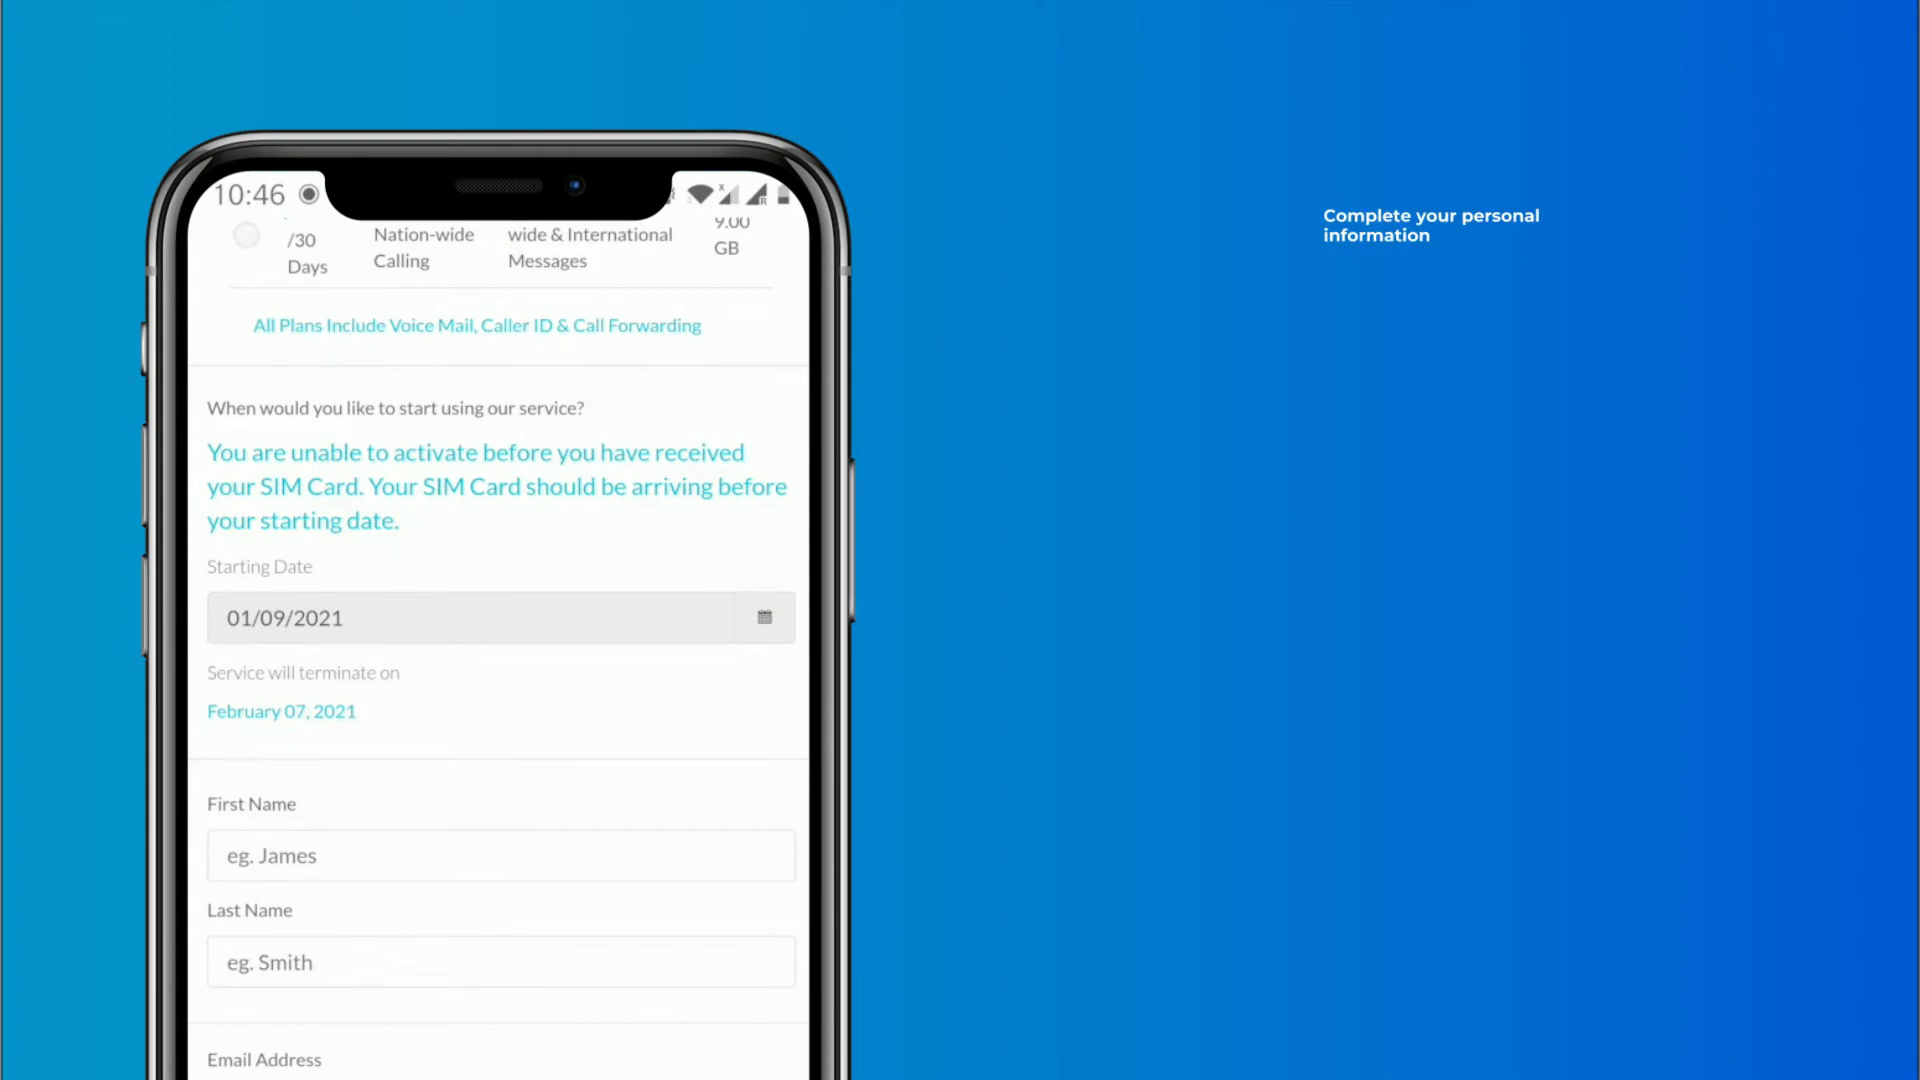 10:46
/30
Days
Nation-wide
Calling
wide & International
Messages
9.00
GB
All Plans Include Voice Mail, Caller ID & Call Forwarding
When would you like to start using our service?
You are unable to activate before you have received
your SIM Card. Your SIM Card should be arriving before
your starting date.
Starting Date
01/09/2021
Service will terminate on
February 07, 2021
First Name
eg. James
Last Name
eg. Smith
Email Address
Complete your personal
information